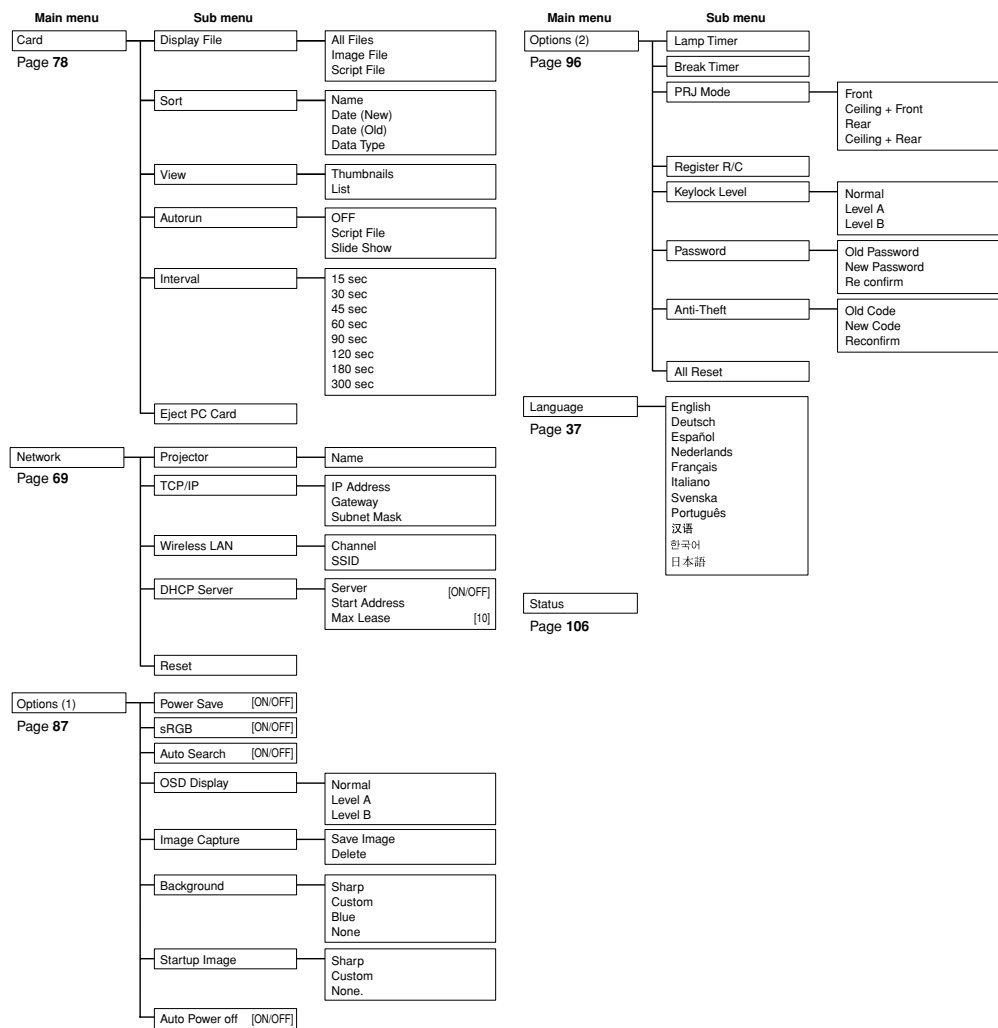 Main menu
Sub menu
Card
Page 78
Display File
All Files
Image File
Script File
Sort
Name
Date (New)
Date (Old)
Data Type
View
Thumbnails
List
Autorun
OFF
Script File
Slide Show
Interval
15 sec
30 sec
45 sec
60 sec
90 sec
120 sec
180 sec
300 sec
Eject PC Card
Network
Page 69
Projector
Name
TCP/IP
IP Address
Gateway
Subnet Mask
Wireless LAN
Channel
SSID
DHCP Server
Server [ON/OFF]
Start Address
Max Lease [10]
Reset
Options (1)
Page 87
Power Save [ON/OFF]
sRGB [ON/OFF]
Auto Search [ON/OFF]
OSD Display
Normal
Level A
Level B
Image Capture
Save Image
Delete
Background
Sharp
Custom
Blue
None
Startup Image
Sharp
Custom
None.
Auto Power off [ON/OFF]
Main menu
Sub menu
Options (2)
Page 96
Lamp Timer
Break Timer
PRJ Mode
Front
Ceiling + Front
Rear
Ceiling + Rear
Register R/C
Keylock Level
Normal
Level A
Level B
Password
Old Password
New Password
Re confirm
Anti-Theft
Old Code
New Code
Reconfirm
All Reset
Language
Page 37
English
Deutsch
Español
Nederlands
Français
Italiano
Svenska
Português
汉语
한국어
日本語
Status
Page 106